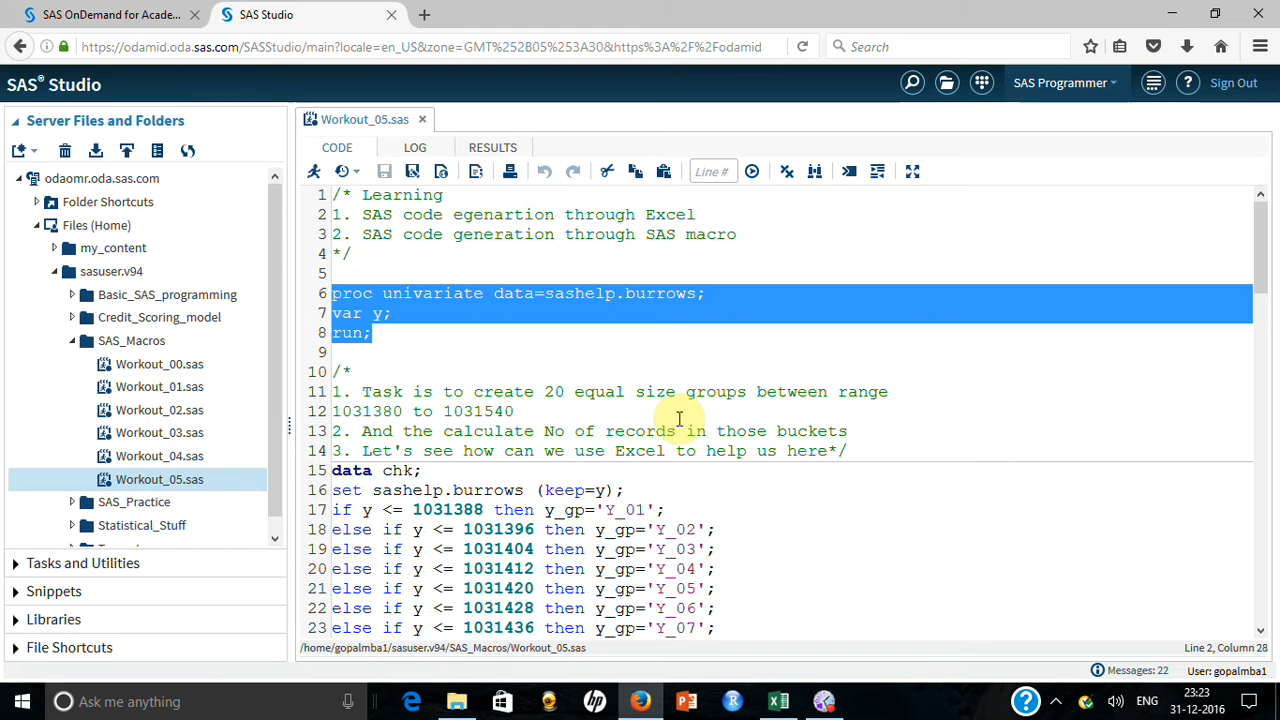 SAS OnDemand for Acade...
SAS Studio
https://odamid.oda.sas.com/SASStudio/main?locale=en_US&zone=GMT%252B05%253A30&https%3A%2F%2Fodamid
Search
SAS® Studio
SAS Programmer
Sign Out
Server Files and Folders
odaomr.oda.sas.com
Folder Shortcuts
Files (Home)
my_content
sasuser.v94
Basic_SAS_programming
Credit_Scoring_model
SAS_Macros
Workout_00.sas
Workout_01.sas
Workout_02.sas
Workout_03.sas
Workout_04.sas
Workout_05.sas
SAS_Practice
Statistical_Stuff
Tasks and Utilities
Snippets
Libraries
File Shortcuts
Workout_05.sas
CODE LOG RESULTS
Line #
1 /* Learning
2 1. SAS code egenartion through Excel
3 2. SAS code generation through SAS macro
4 */
5
6 proc univariate data=sashelp.burrows;
7 var y;
8 run;
9
10 /*
11 1. Task is to create 20 equal size groups between range
12 1031380 to 1031540
13 2. And the calculate No of records in those buckets
14 3. Let's see how can we use Excel to help us here*/
15 data chk;
16 set sashelp.burrows (keep=y);
17 if y <= 1031388 then y_gp='Y_01';
18 else if y <= 1031396 then y_gp='Y_02';
19 else if y <= 1031404 then y_gp='Y_03';
20 else if y <= 1031412 then y_gp='Y_04';
21 else if y <= 1031420 then y_gp='Y_05';
22 else if y <= 1031428 then y_gp='Y_06';
23 else if y <= 1031436 then y_gp='Y_07';
/home/gopalmba1/sasuser.v94/SAS_Macros/Workout_05.sas
Line 2, Column 28
Messages: 22
User: gopalmba1
Ask me anything
ENG
23:23
31-12-2016